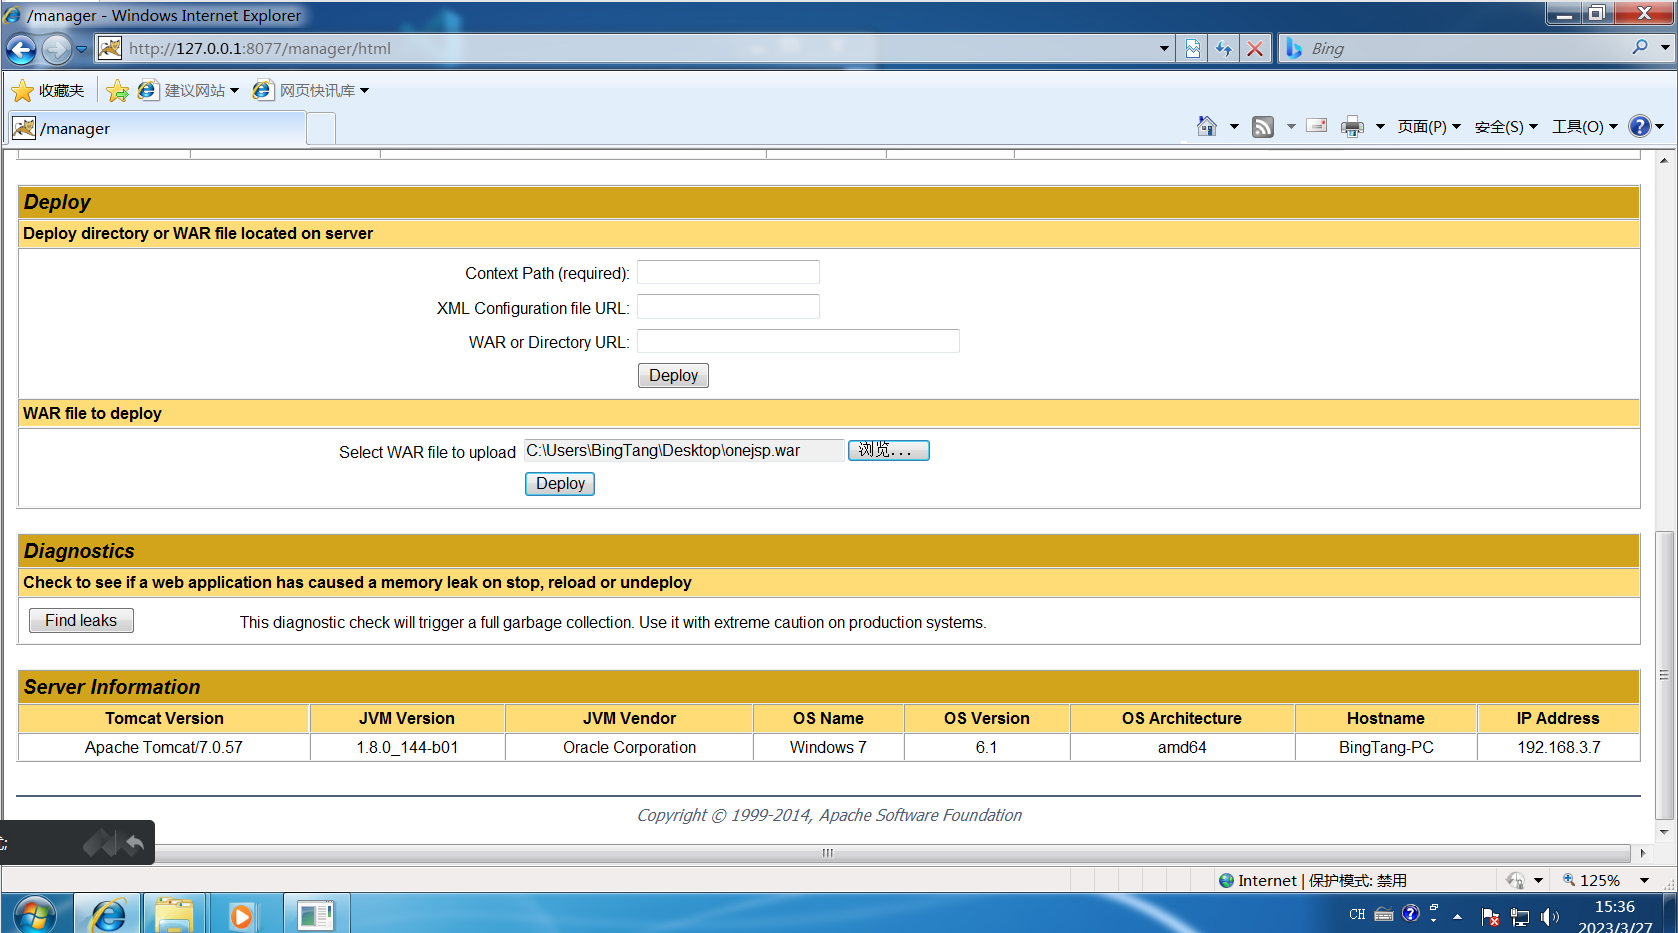 /manager - Windows Internet Explorer
http://127.0.0.1:8077/manager/html
Bing
收藏夹
建议网站
网页快讯库
/manager
页面(P)
安全(S)
工具(O)
Deploy
Deploy directory or WAR file located on server
Context Path (required):
XML Configuration file URL:
WAR or Directory URL:
Deploy
WAR file to deploy
Select WAR file to upload C:\Users\BingTang\Desktop\onejsp.war 浏览...
Deploy
Diagnostics
Check to see if a web application has caused a memory leak on stop, reload or undeploy
Find leaks This diagnostic check will trigger a full garbage collection. Use it with extreme caution on production systems.
Server Information
Tomcat Version JVM Version JVM Vendor OS Name OS Version OS Architecture Hostname IP Address
Apache Tomcat/7.0.57 1.8.0_144-b01 Oracle Corporation Windows 7 6.1 amd64 BingTang-PC 192.168.3.7
Copyright © 1999-2014, Apache Software Foundation
Internet | 保护模式: 禁用
125%
CH
15:36
2023/3/27